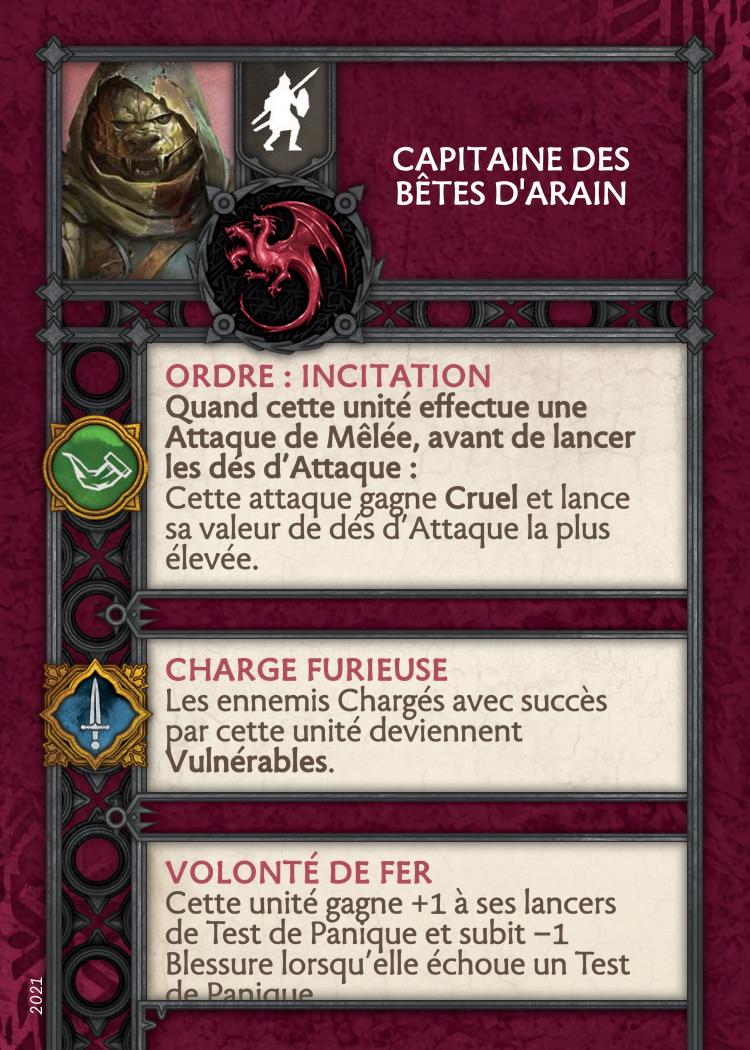 CAPITAINE DES
BÊTES D'ARAIN
ORDRE : INCITATION
Quand cette unité effectue une
Attaque de Mêlée, avant de lancer
les dés d'Attaque :
Cette attaque gagne Cruel et lance
sa valeur de dés d'Attaque la plus
élevée.
CHARGE FURIEUSE
Les ennemis Chargés avec succès
par cette unité deviennent
Vulnérables.
VOLONTÉ DE FER
Cette unité gagne +1 à ses lancers
de Test de Panique et subit –1
Blessure lorsqu'elle échoue un Test
de Panique
2021